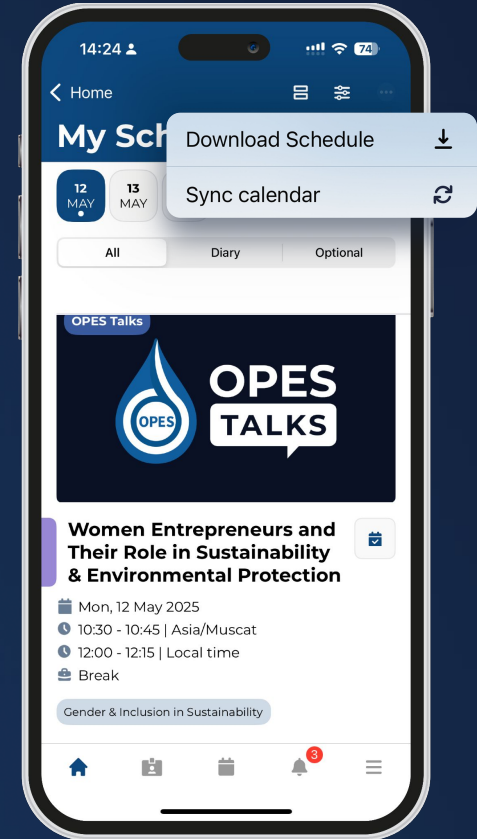 14:24
74
Home
My Sch
Download Schedule
Sync calendar
12
MAY
13
MAY
All
Diary
Optional
OPES Talks
OPES
OPES
TALKS
Women Entrepreneurs and
Their Role in Sustainability
& Environmental Protection
Mon, 12 May 2025
10:30 - 10:45 | Asia/Muscat
12:00 - 12:15 | Local time
Break
Gender & Inclusion in Sustainability
3